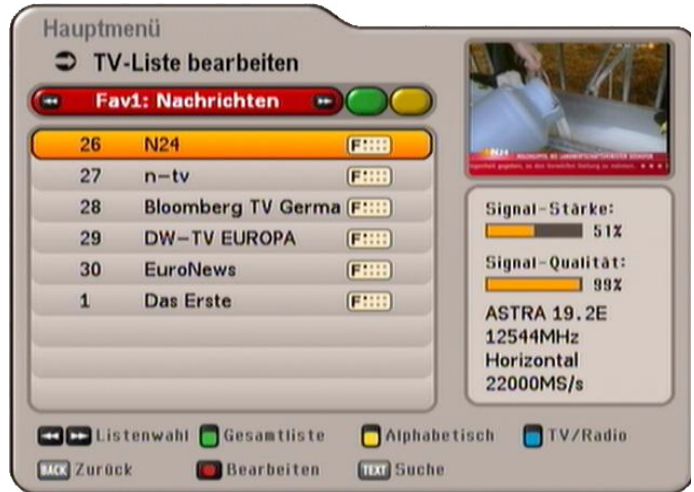 Hauptmenü
TV-Liste bearbeiten
Fav1: Nachrichten
26 N24 F
27 n-tv F
28 Bloomberg TV Germa F
29 DW-TV EUROPA F
30 EuroNews F
1 Das Erste F
N24
Signal-Stärke:
51%
Signal-Qualität:
99%
ASTRA 19.2E
12544MHz
Horizontal
22000MS/s
Listenwahl Gesamtliste Alphabetisch TV/Radio
BACK Zurück Bearbeiten TEXT Suche